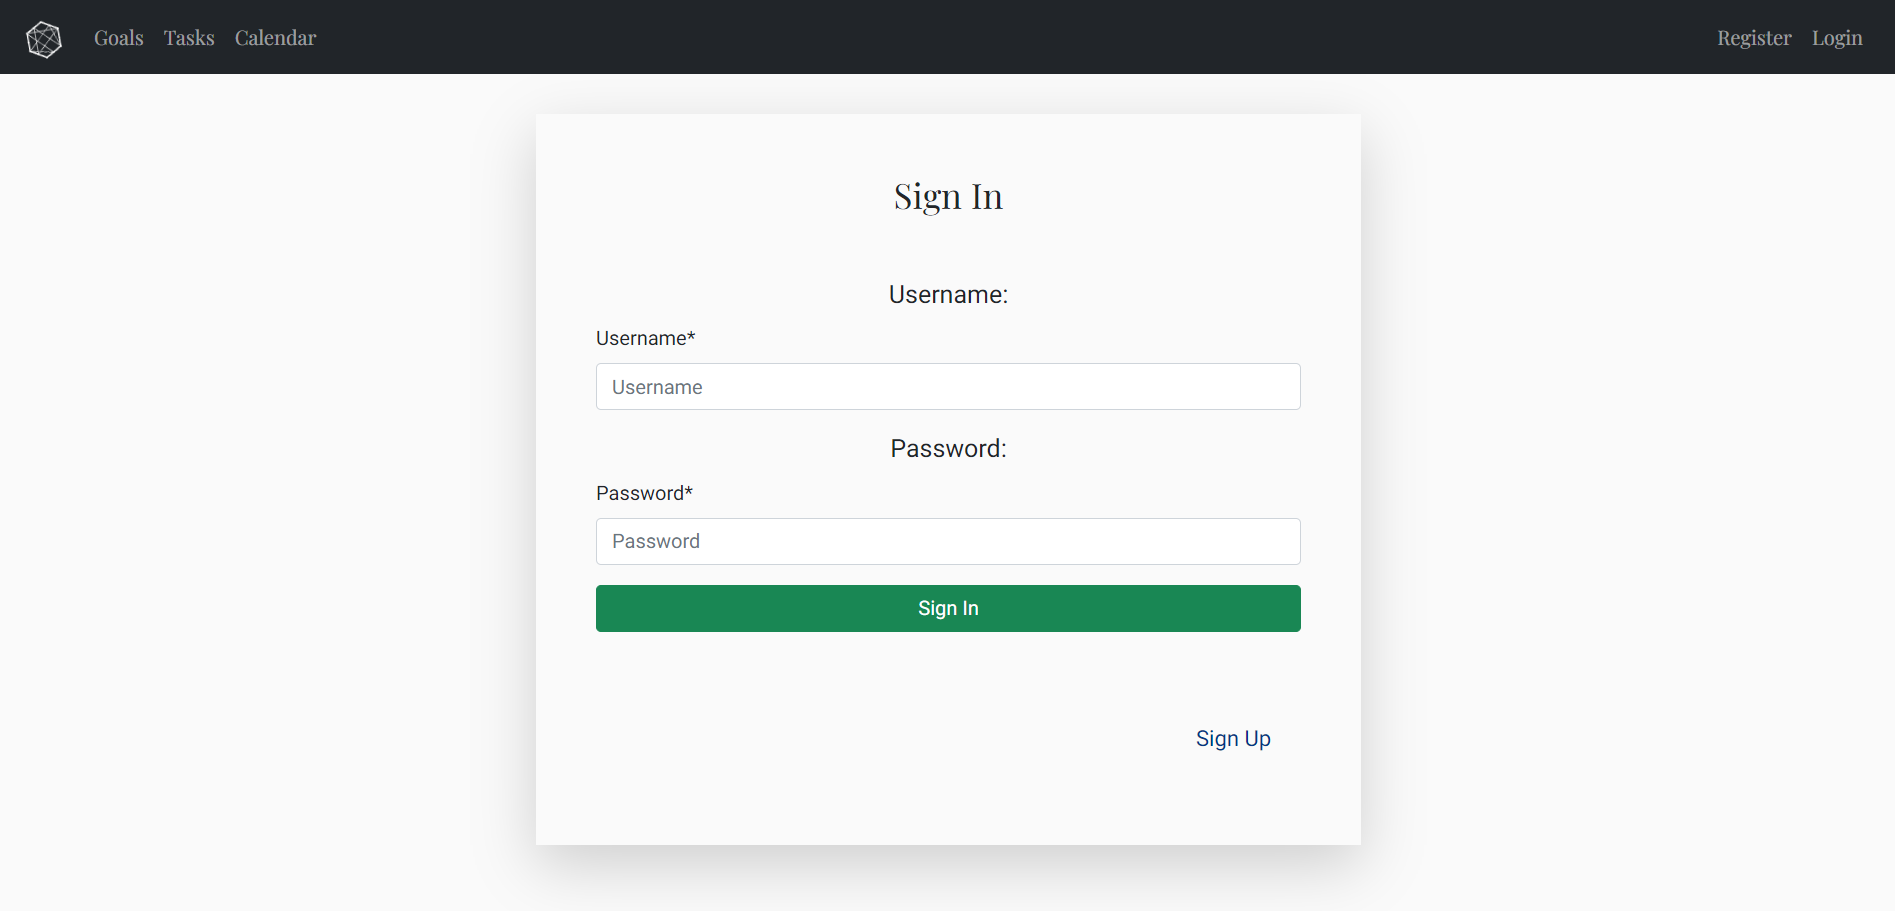 Goals Tasks Calendar Register Login
Sign In
Username:
Username*
Username
Password:
Password*
Password
Sign In
Sign Up